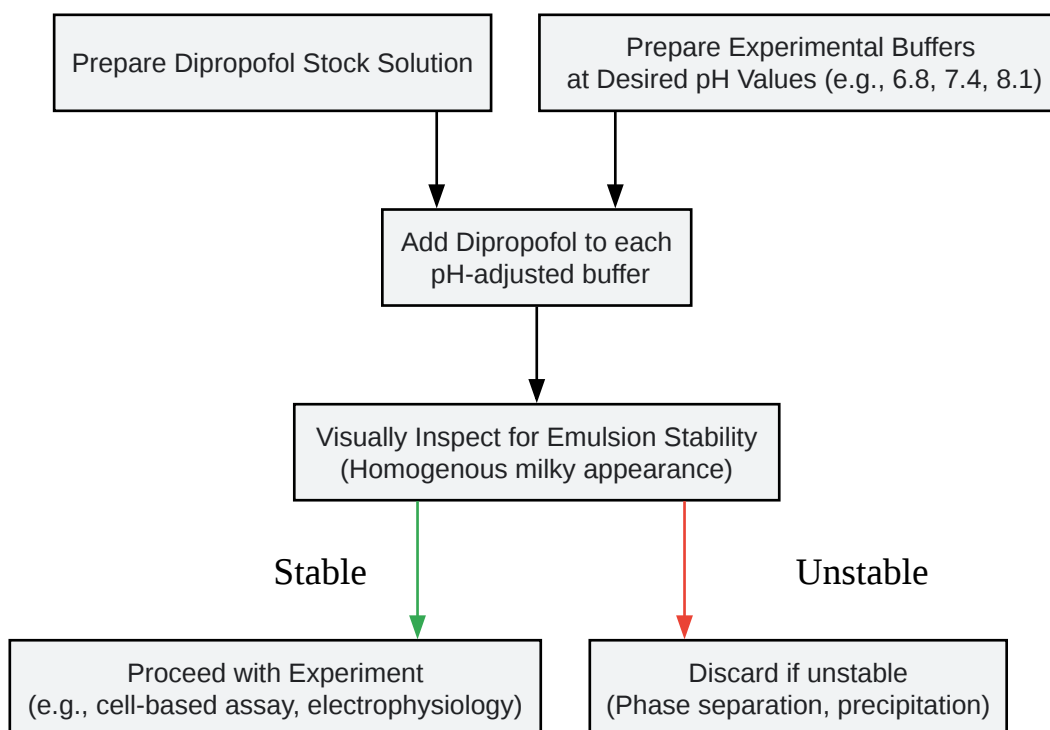 Prepare Dipropofol Stock Solution
Prepare Experimental Buffers
at Desired pH Values (e.g., 6.8, 7.4, 8.1)
Add Dipropofol to each
pH-adjusted buffer
Visually Inspect for Emulsion Stability
(Homogenous milky appearance)
Stable
Unstable
Proceed with Experiment
(e.g., cell-based assay, electrophysiology)
Discard if unstable
(Phase separation, precipitation)